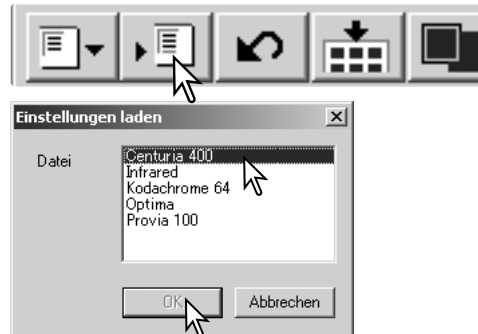 Einstellungen laden
Datei
Centuria 400
Infrared
Kodachrome 64
Optima
Provia 100
OK
Abbrechen